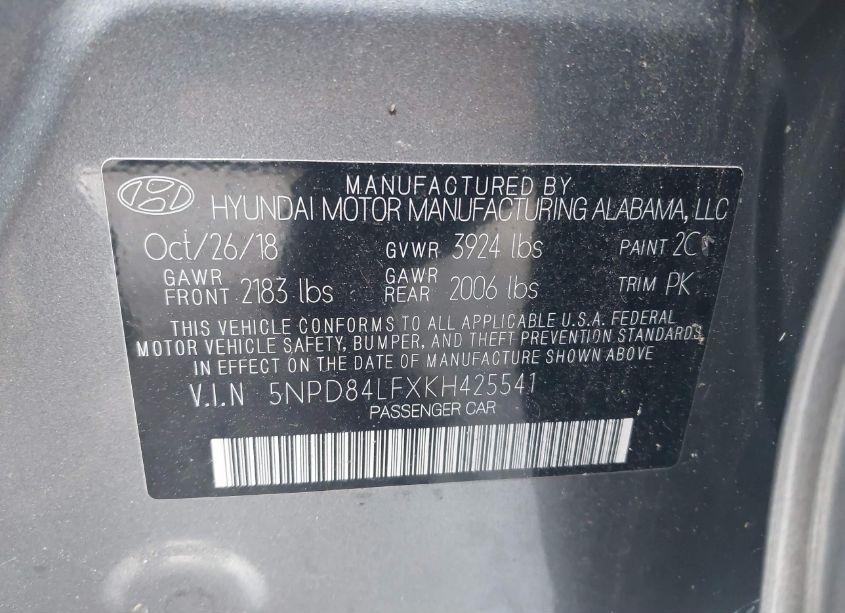 MANUFACTURED BY
HYUNDAI MOTOR MANUFACTURING ALABAMA, LLC
Oct/26/18 GVWR 3924 lbs PAINT 2C
GAWR FRONT 2183 lbs GAWR REAR 2006 lbs TRIM PK
THIS VEHICLE CONFORMS TO ALL APPLICABLE U.S.A. FEDERAL
MOTOR VEHICLE SAFETY, BUMPER, AND THEFT PREVENTION STANDARDS
IN EFFECT ON THE DATE OF MANUFACTURE SHOWN ABOVE
V.I.N 5NPD84LFXKH425541
PASSENGER CAR